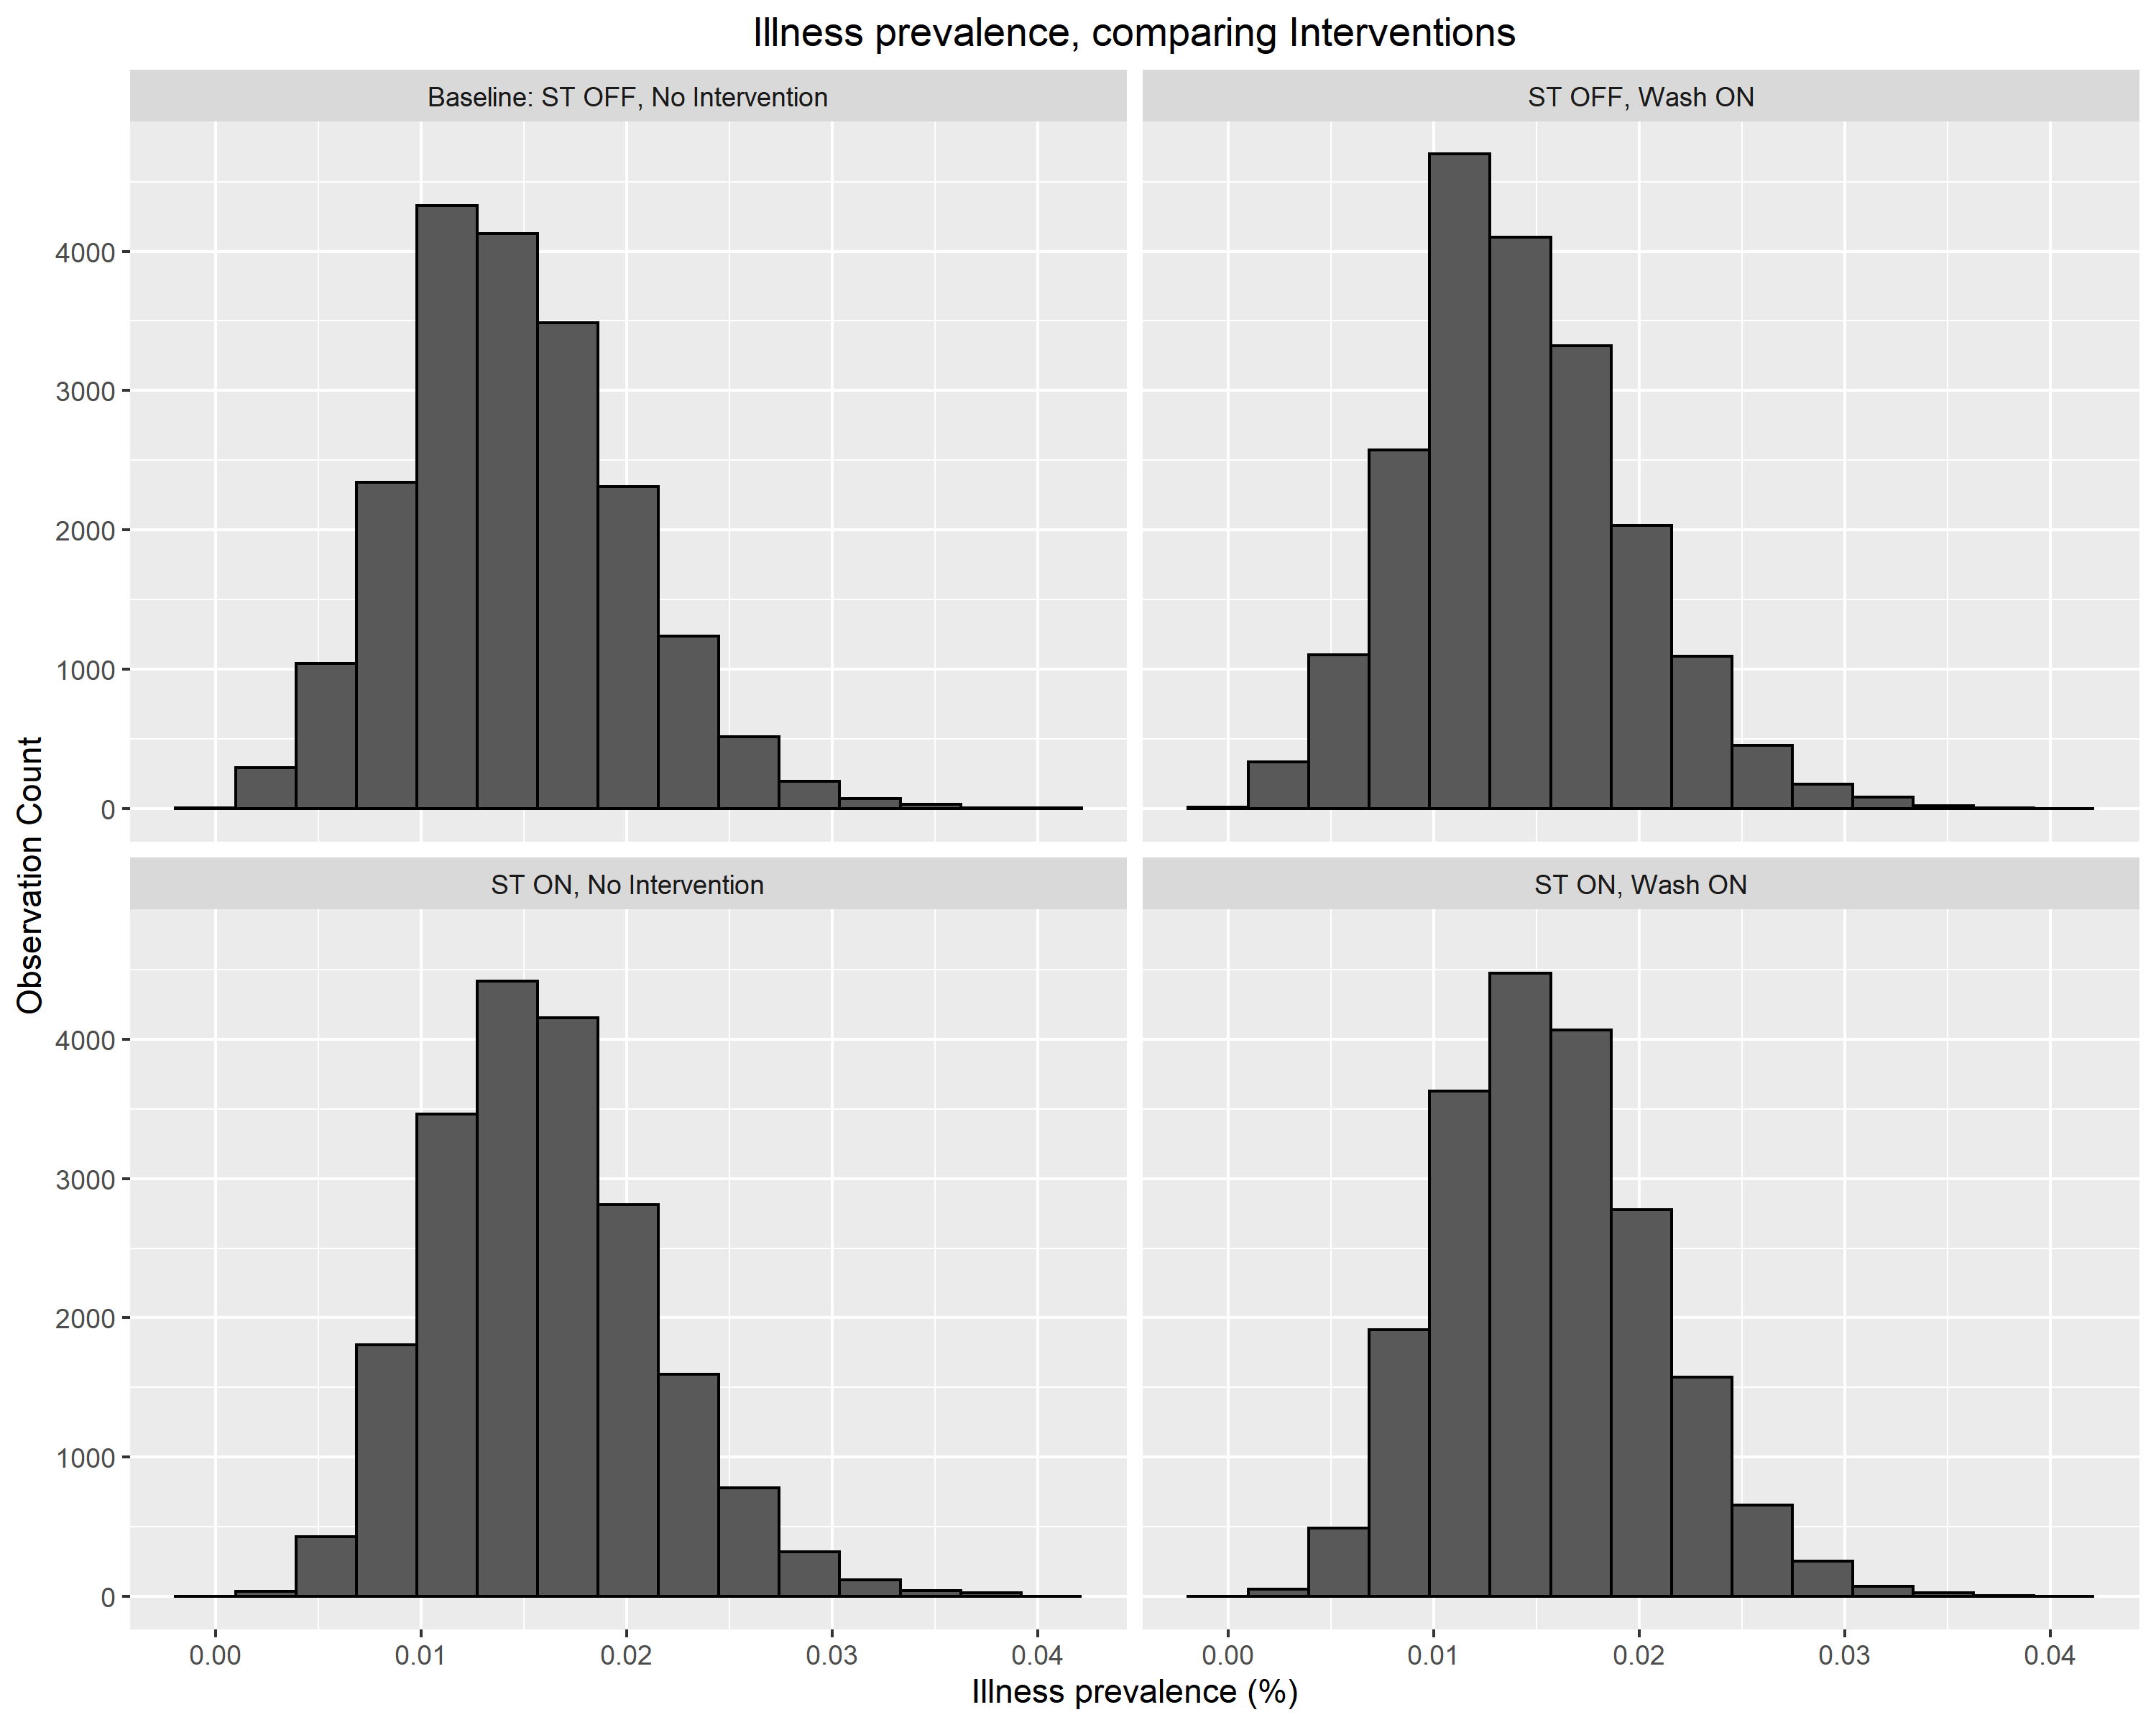 Illness prevalence, comparing Interventions
Baseline: ST OFF, No Intervention
ST OFF, Wash ON
4000
3000
2000
1000
0
Observation Count
ST ON, No Intervention
ST ON, Wash ON
4000
3000
2000
1000
0
0.00 0.01 0.02 0.03 0.04
0.00 0.01 0.02 0.03 0.04
Illness prevalence (%)